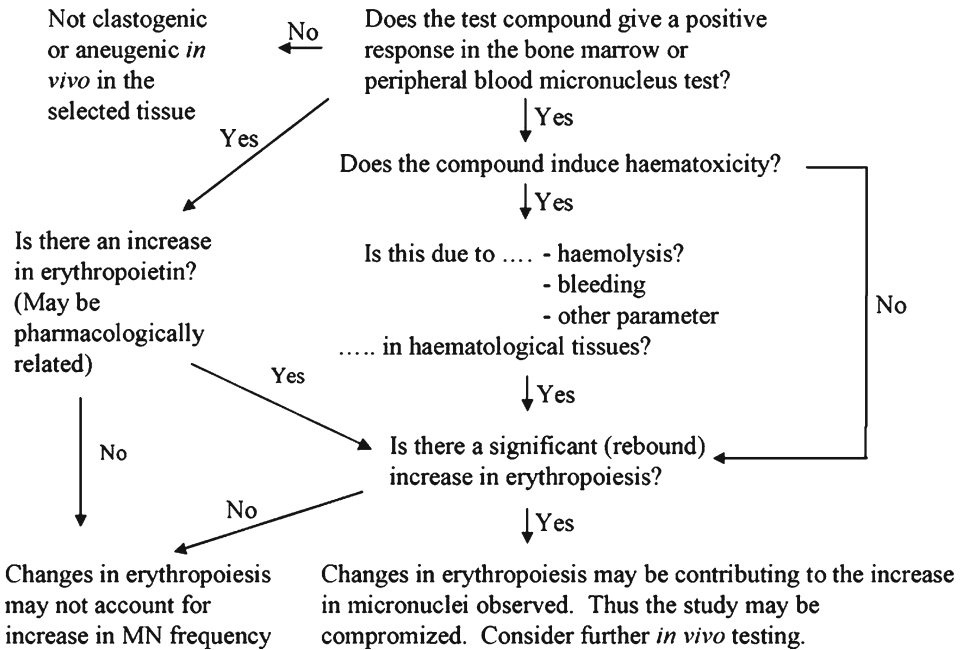 Not clastogenic
or aneugenic in
vivo in the
selected tissue
No
Does the test compound give a positive
response in the bone marrow or
peripheral blood micronucleus test?
Yes
Yes
Does the compound induce haematoxicity?
Yes
Is there an increase
in erythropoietin?
(May be
pharmacologically
related)
Is this due to .... - haemolysis?
- bleeding
- other parameter
..... in haematological tissues?
No
Yes
Yes
No
Is there a significant (rebound)
increase in erythropoiesis?
No
Yes
Changes in erythropoiesis
may not account for
increase in MN frequency
Changes in erythropoiesis may be contributing to the increase
in micronuclei observed. Thus the study may be
compromized. Consider further in vivo testing.